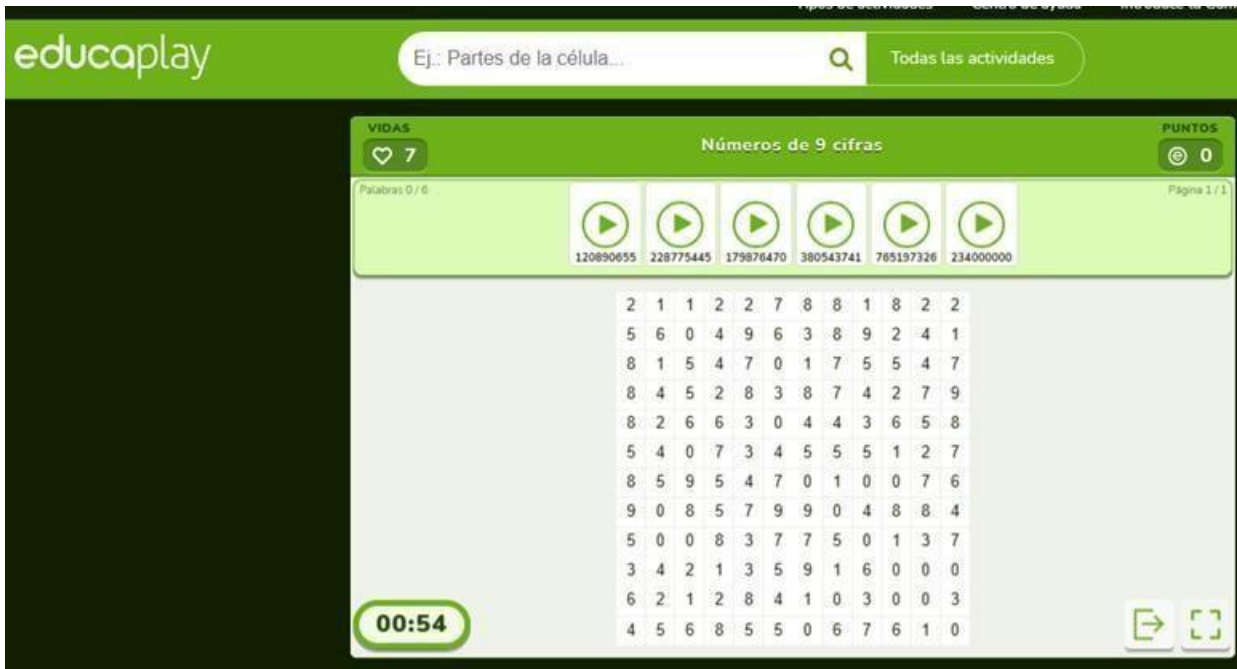 educaplay
Ej.: Partes de la célula...
Todas las actividades
VIDAS
7
Números de 9 cifras
PUNTOS
0
Palabras 0 / 6
Página 1 / 1
120890655 228775445 179876470 380543741 765197326 234000000
2 1 1 2 2 7 8 8 1 8 2 2
5 6 0 4 9 6 3 8 9 2 4 1
8 1 5 4 7 0 1 7 5 5 4 7
8 4 5 2 8 3 8 7 4 2 7 9
8 2 6 6 3 0 4 4 3 6 5 8
5 4 0 7 3 4 5 5 5 1 2 7
8 5 9 5 4 7 0 1 0 0 7 6
9 0 8 5 7 9 9 0 4 8 8 4
5 0 0 8 3 7 7 5 0 1 3 7
3 4 2 1 3 5 9 1 6 0 0 0
6 2 1 2 8 4 1 0 3 0 0 3
4 5 6 8 5 5 0 6 7 6 1 0
00:54